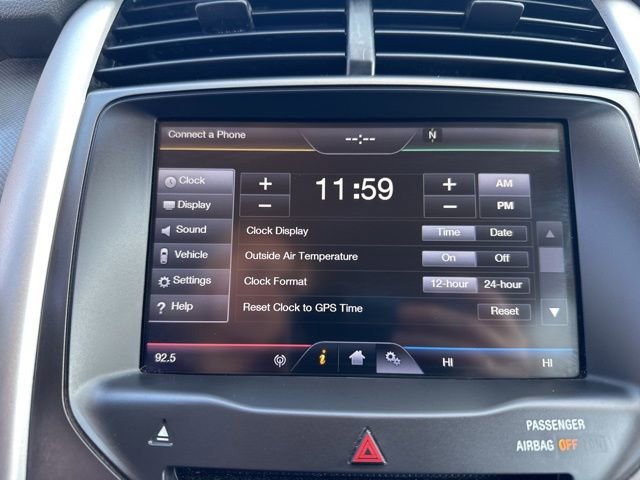 Connect a Phone --:-- N
Clock + 11:59 + AM
− − PM
Display
Sound Clock Display Time Date
Vehicle Outside Air Temperature On Off
Settings Clock Format 12-hour 24-hour
? Help Reset Clock to GPS Time Reset
92.5 i HI HI
PASSENGER
AIRBAG OFF